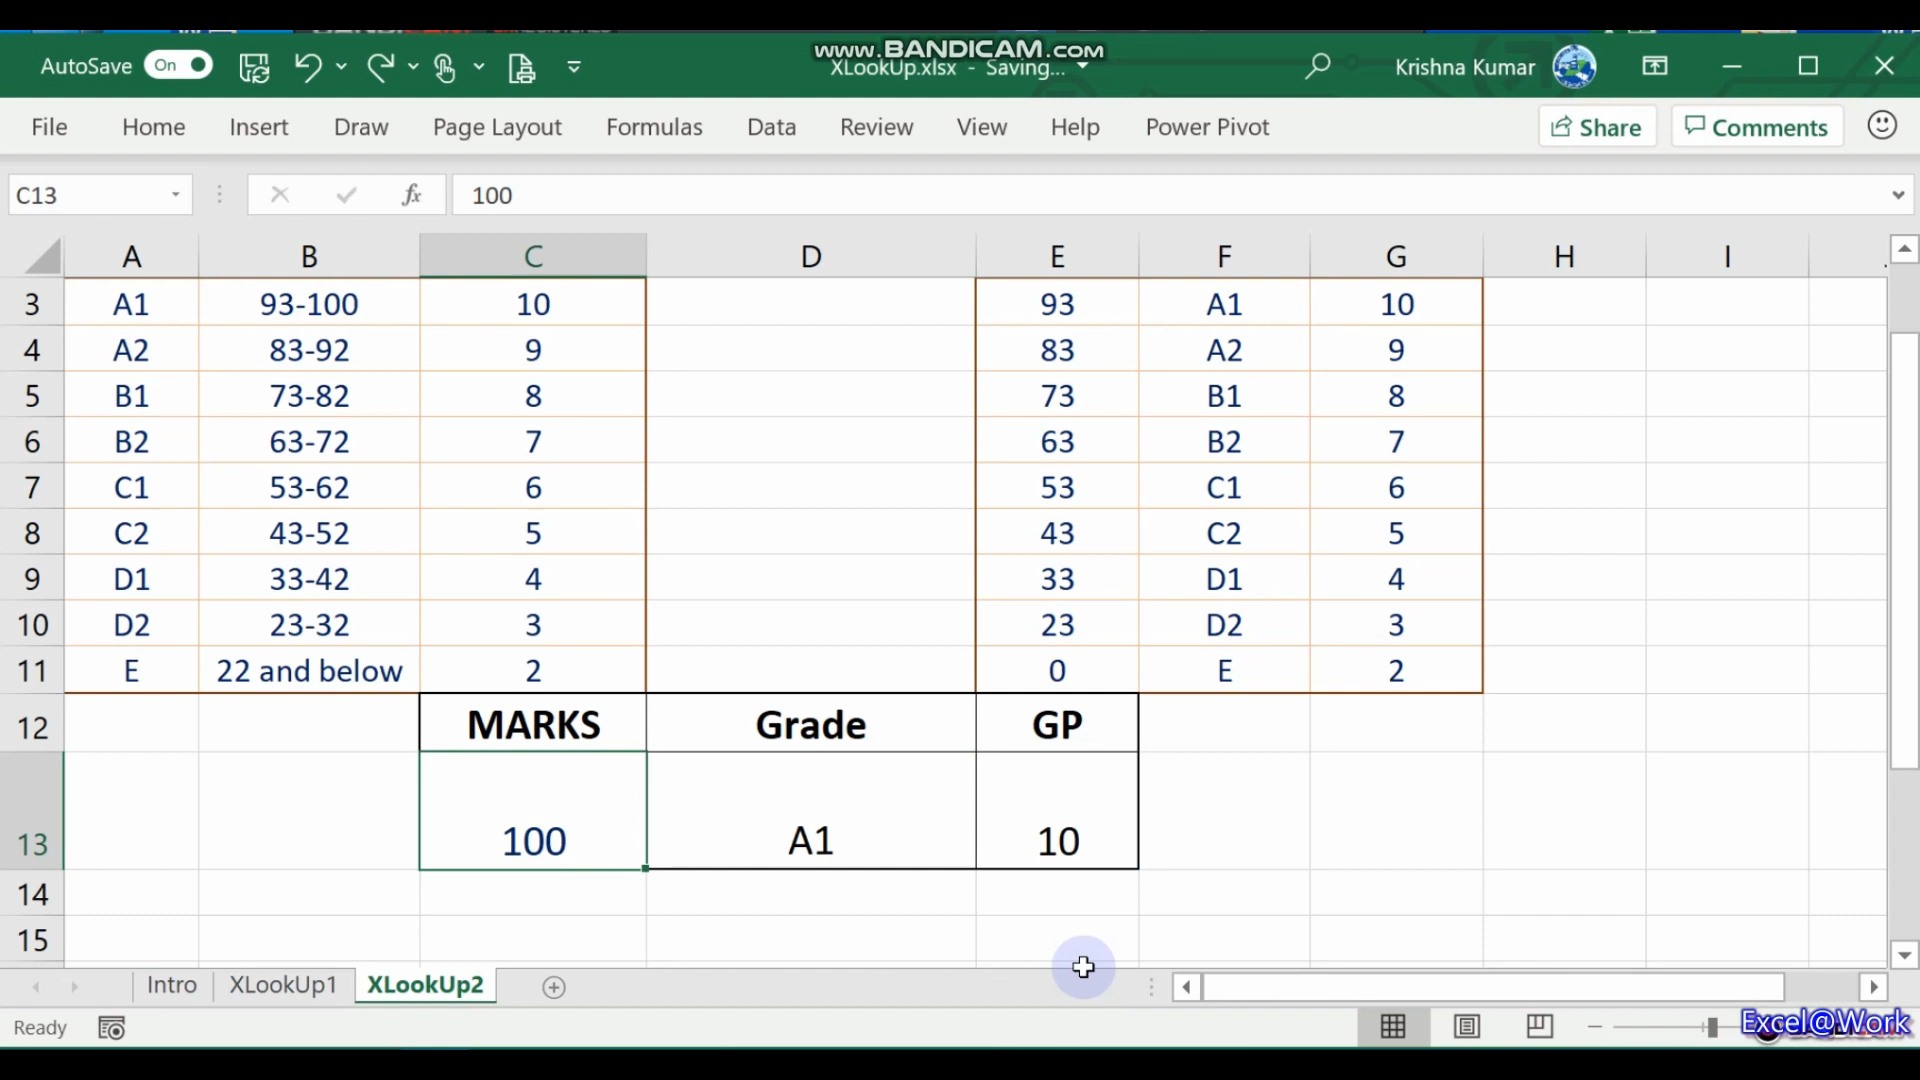 www.BANDICAM.com
AutoSave On XLookUp.xlsx - Saving... Krishna Kumar
File Home Insert Draw Page Layout Formulas Data Review View Help Power Pivot Share Comments
C13 fx 100
A B C D E F G H I
3 A1 93-100 10 93 A1 10
4 A2 83-92 9 83 A2 9
5 B1 73-82 8 73 B1 8
6 B2 63-72 7 63 B2 7
7 C1 53-62 6 53 C1 6
8 C2 43-52 5 43 C2 5
9 D1 33-42 4 33 D1 4
10 D2 23-32 3 23 D2 3
11 E 22 and below 2 0 E 2
12 MARKS Grade GP
13 100 A1 10
14
15
Intro XLookUp1 XLookUp2
Ready Excel@Work